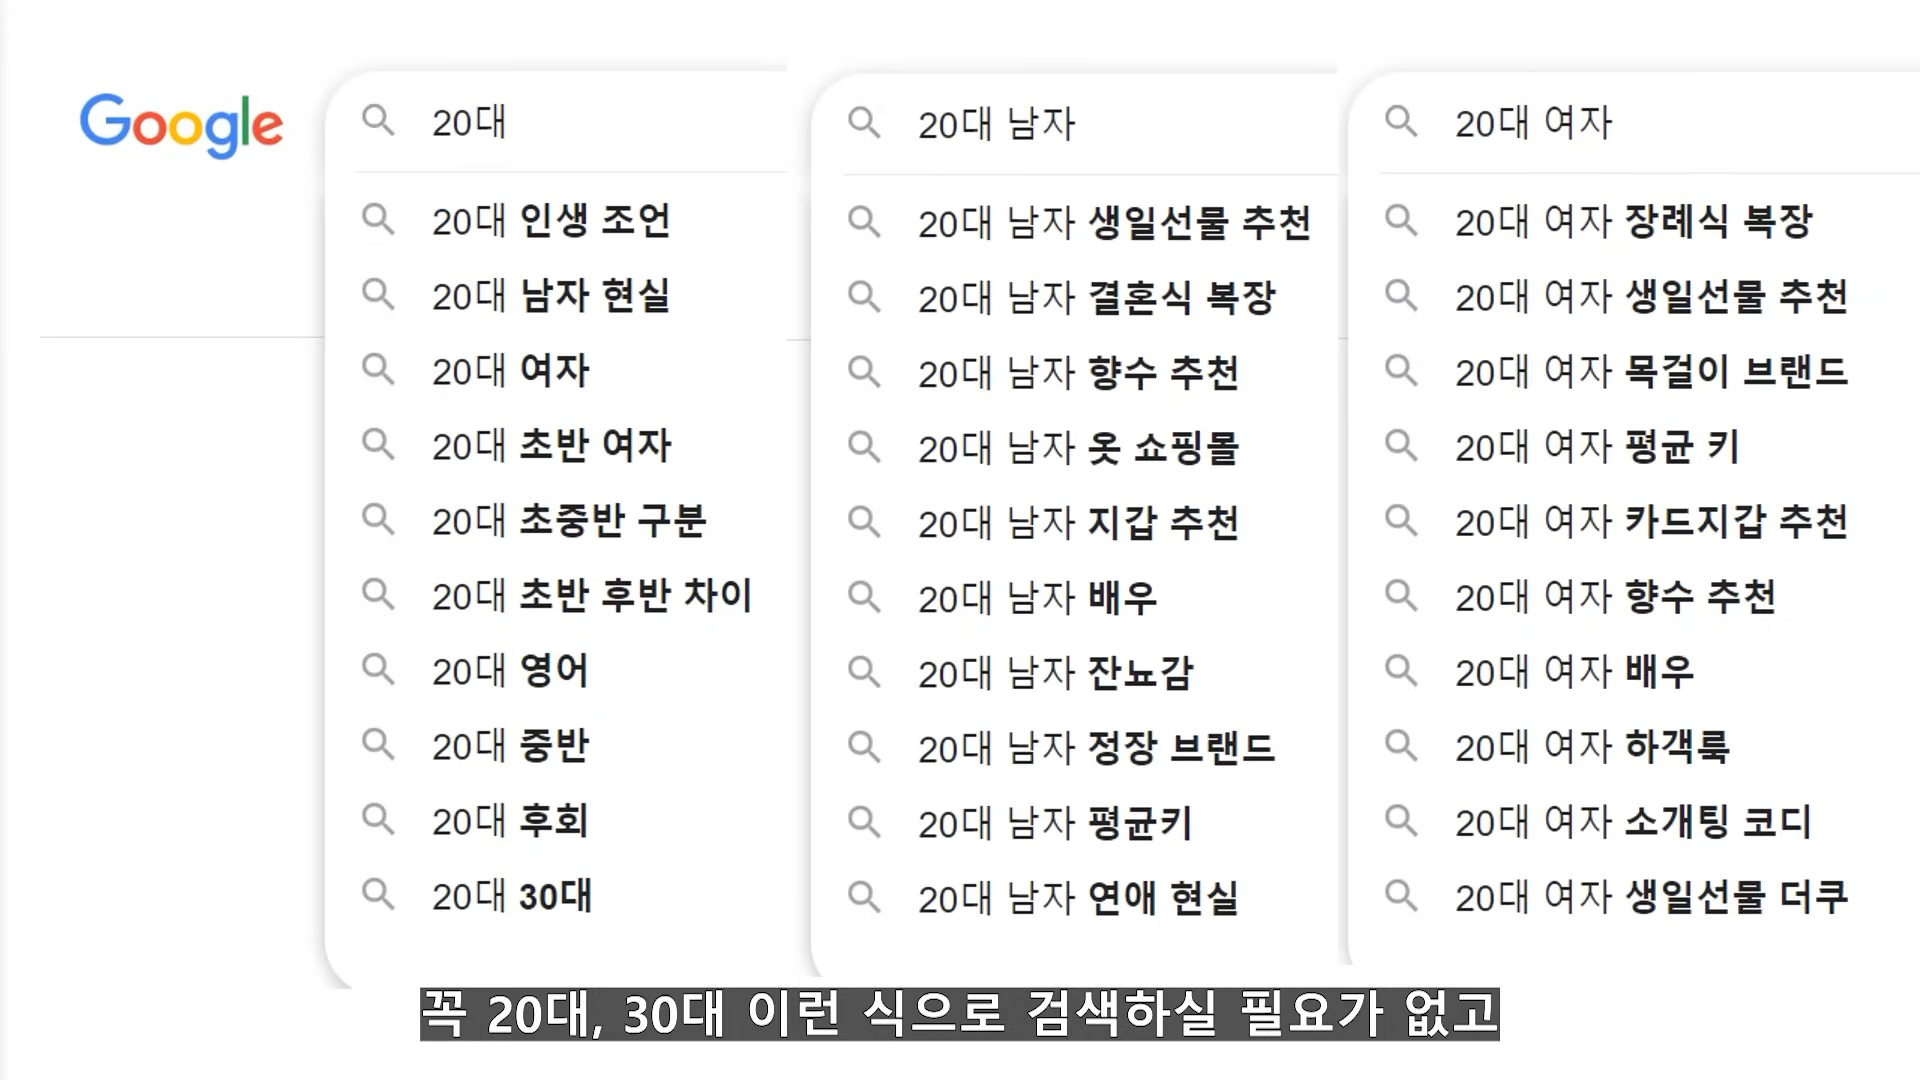 Google
20대
20대 인생 조언
20대 남자 현실
20대 여자
20대 초반 여자
20대 초중반 구분
20대 초반 후반 차이
20대 영어
20대 중반
20대 후회
20대 30대
20대 남자
20대 남자 생일선물 추천
20대 남자 결혼식 복장
20대 남자 향수 추천
20대 남자 옷 쇼핑몰
20대 남자 지갑 추천
20대 남자 배우
20대 남자 잔뇨감
20대 남자 정장 브랜드
20대 남자 평균키
20대 남자 연애 현실
20대 여자
20대 여자 장례식 복장
20대 여자 생일선물 추천
20대 여자 목걸이 브랜드
20대 여자 평균 키
20대 여자 카드지갑 추천
20대 여자 향수 추천
20대 여자 배우
20대 여자 하객룩
20대 여자 소개팅 코디
20대 여자 생일선물 더쿠
꼭 20대, 30대 이런 식으로 검색하실 필요가 없고